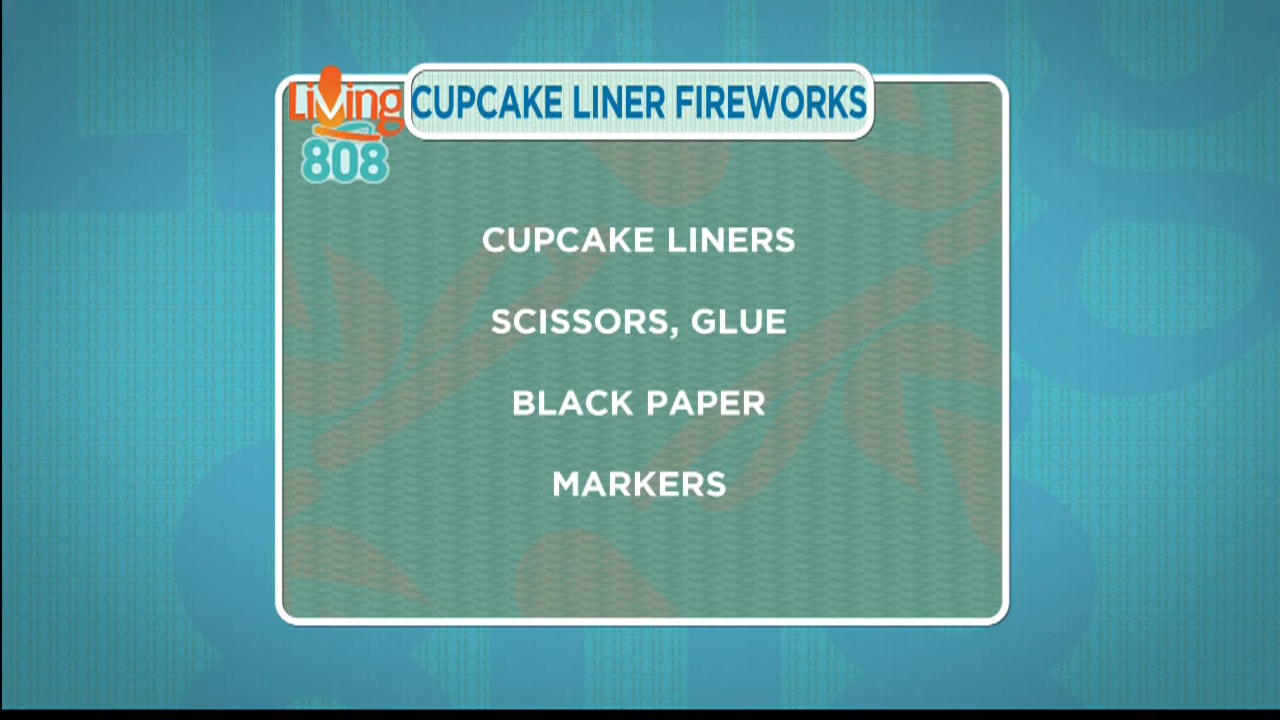 Living
808
CUPCAKE LINER FIREWORKS
CUPCAKE LINERS
SCISSORS, GLUE
BLACK PAPER
MARKERS